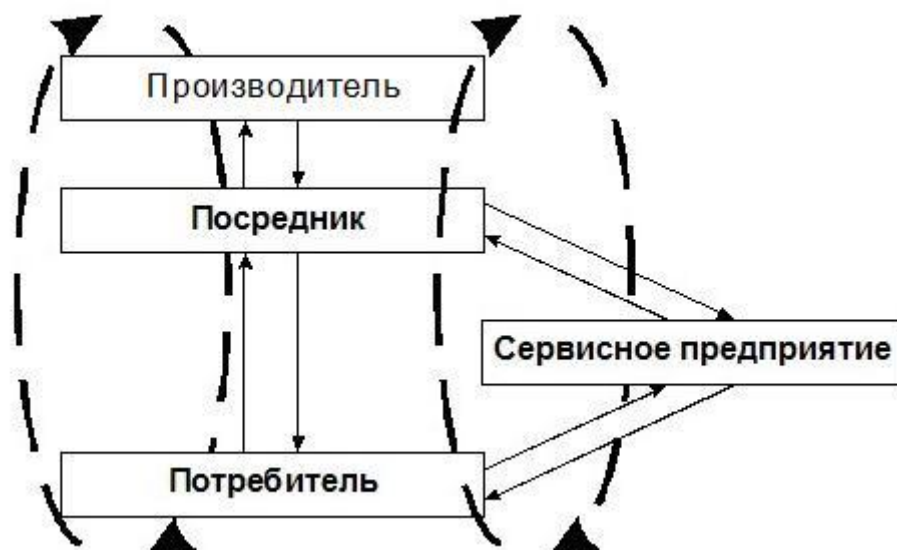 Производитель
Посредник
Сервисное предприятие
Потребитель